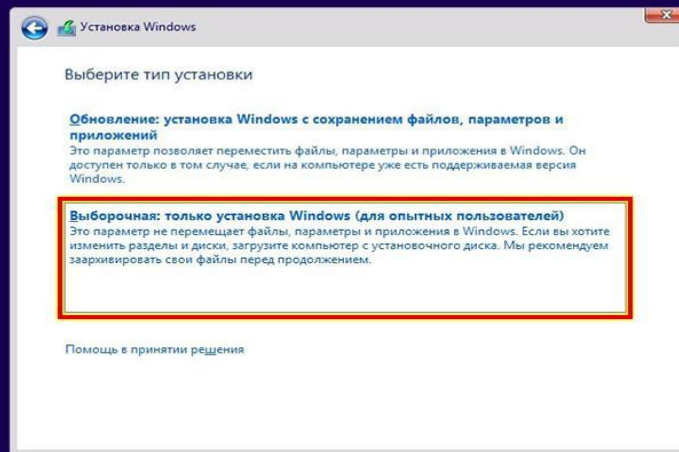 Установка Windows
Выберите тип установки
Обновление: установка Windows с сохранением файлов, параметров и
приложений
Это параметр позволяет переместить файлы, параметры и приложения в Windows. Он
доступен только в том случае, если на компьютере уже есть поддерживаемая версия
Windows.
Выборочная: только установка Windows (для опытных пользователей)
Это параметр не перемещает файлы, параметры и приложения в Windows. Если вы хотите
изменить разделы и диски, загрузите компьютер с установочного диска. Мы рекомендуем
заархивировать свои файлы перед продолжением.
Помощь в принятии решения